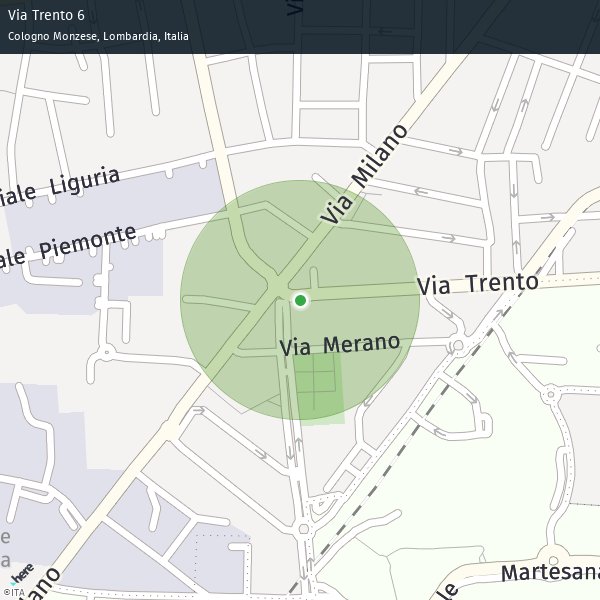 Via Trento 6
Cologno Monzese, Lombardia, Italia
Via Milano
iale Liguria
ale Piemonte
Via Trento
Via Merano
e
a
here
©ITA
lano
Martesana
le